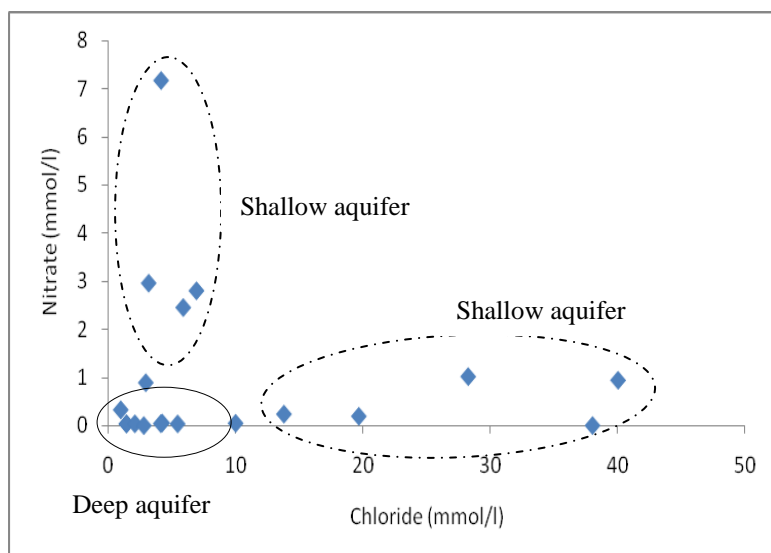 8
7
6
5
4
3
2
1
0
Nitrate (mmol/l)
Shallow aquifer
Shallow aquifer
0 10 20 30 40 50
Deep aquifer
Chloride (mmol/l)